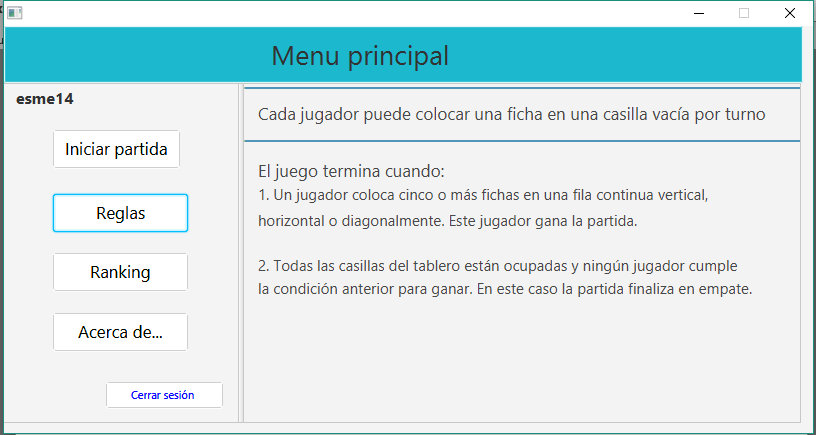 Menu principal
esme14
Iniciar partida
Reglas
Ranking
Acerca de...
Cerrar sesión
Cada jugador puede colocar una ficha en una casilla vacía por turno
El juego termina cuando:
1. Un jugador coloca cinco o más fichas en una fila continua vertical,
horizontal o diagonalmente. Este jugador gana la partida.
2. Todas las casillas del tablero están ocupadas y ningún jugador cumple
la condición anterior para ganar. En este caso la partida finaliza en empate.